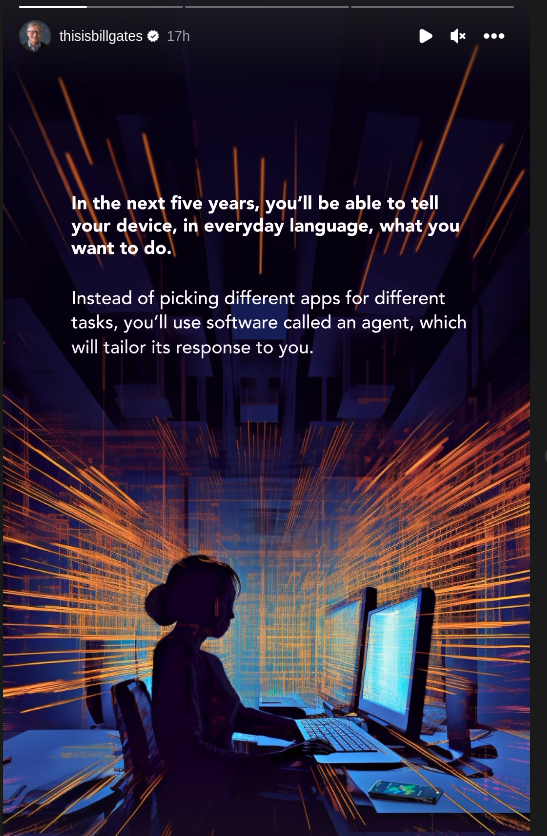 thisisbillgates 17h
In the next five years, you'll be able to tell
your device, in everyday language, what you
want to do.
Instead of picking different apps for different
tasks, you'll use software called an agent, which
will tailor its response to you.